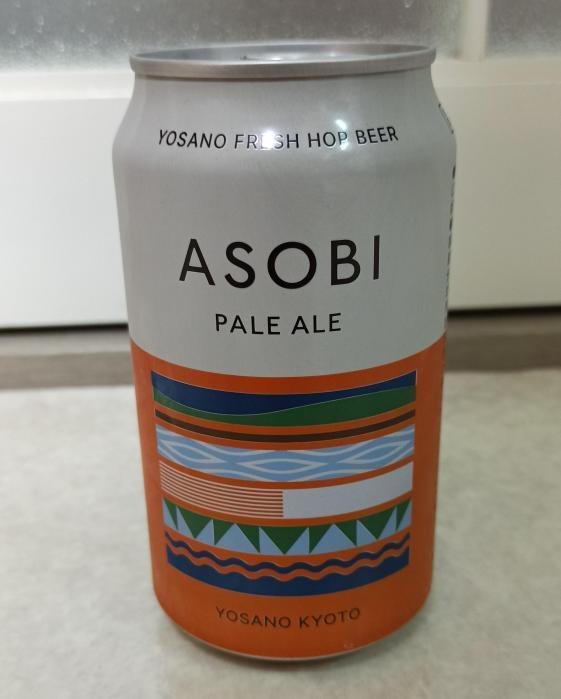 YOSANO FRESH HOP BEER
ASOBI
PALE ALE
YOSANO KYOTO